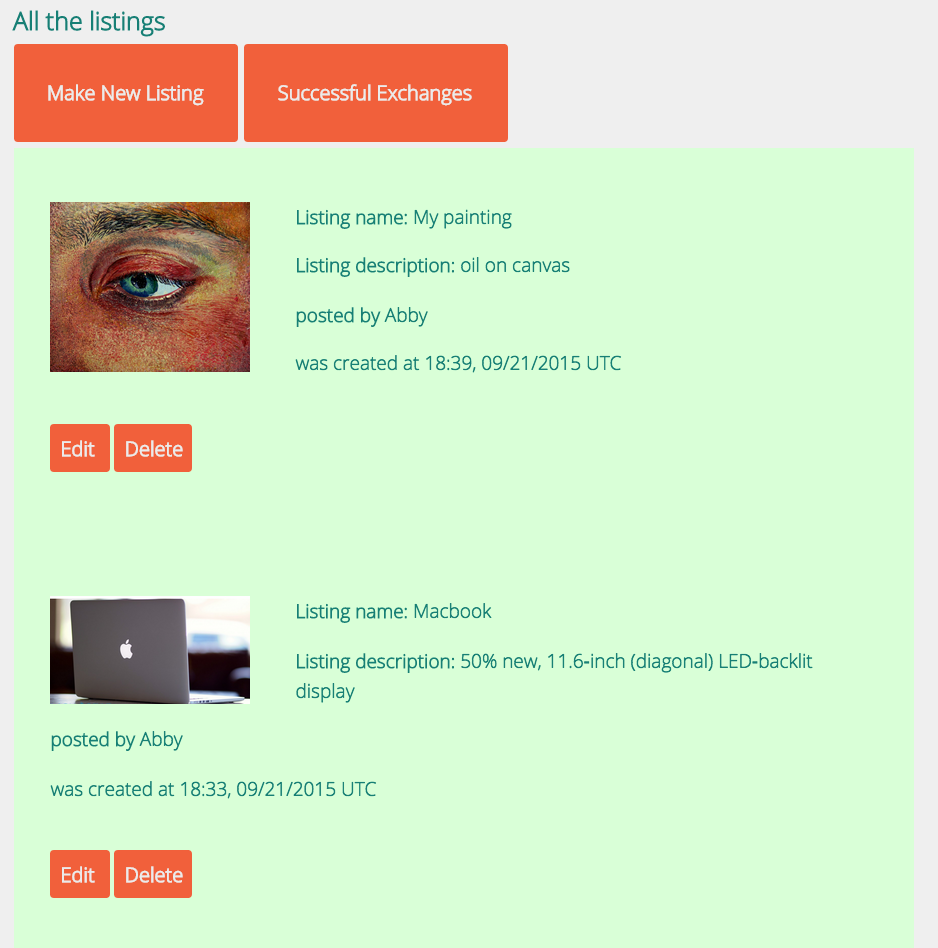 All the listings
Make New Listing
Successful Exchanges
Listing name: My painting
Listing description: oil on canvas
posted by Abby
was created at 18:39, 09/21/2015 UTC
Edit
Delete
Listing name: Macbook
Listing description: 50% new, 11.6-inch (diagonal) LED-backlit
display
posted by Abby
was created at 18:33, 09/21/2015 UTC
Edit
Delete